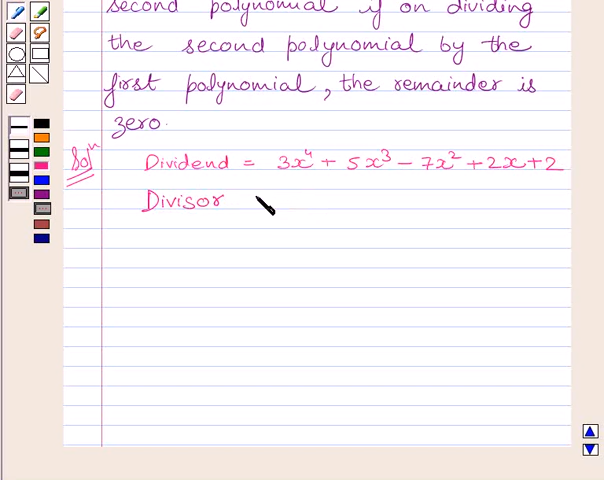 second polynomial if on dividing
the second polynomial by the
first polynomial, the remainder is
zero.
Solⁿ Dividend = 3x⁴ + 5x³ - 7x² + 2x + 2
Divisor